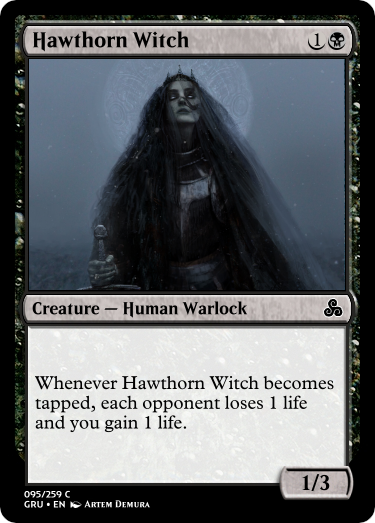 Hawthorn Witch 1
Creature — Human Warlock
Whenever Hawthorn Witch becomes
tapped, each opponent loses 1 life
and you gain 1 life.
1/3
095/259 C
GRU • EN Artem Demura